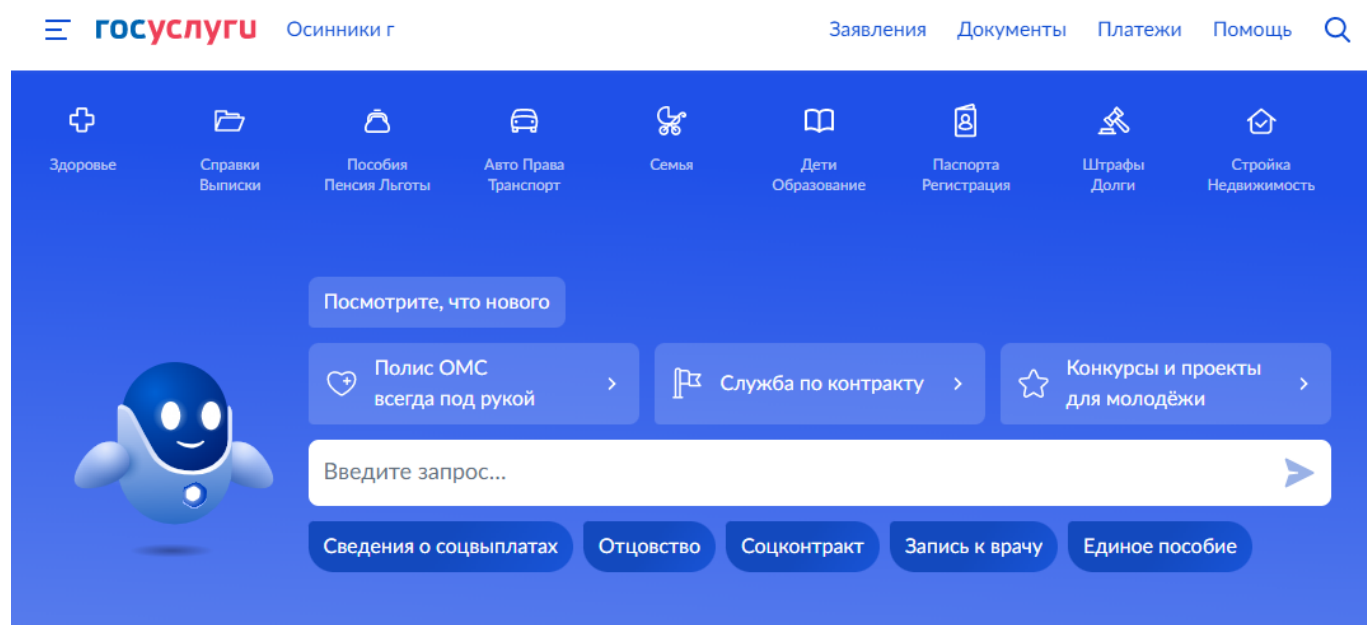 госуслуги Осинники г Заявления Документы Платежи Помощь
Здоровье
Справки
Выписки
Пособия
Пенсия Льготы
Авто Права
Транспорт
Семья
Дети
Образование
Паспорта
Регистрация
Штрафы
Долги
Стройка
Недвижимость
Посмотрите, что нового
Полис ОМС
всегда под рукой
Служба по контракту
Конкурсы и проекты
для молодёжи
Введите запрос...
Сведения о соцвыплатах Отцовство Соцконтракт Запись к врачу Единое пособие